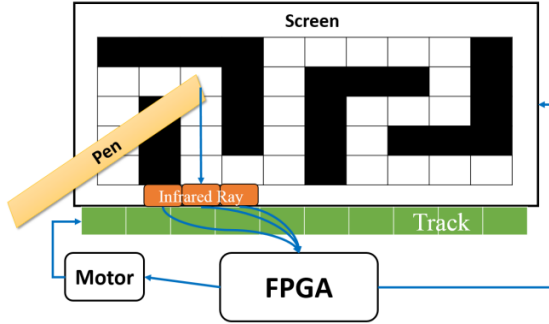 Screen
Pen
Infrared Ray
Track
Motor
FPGA